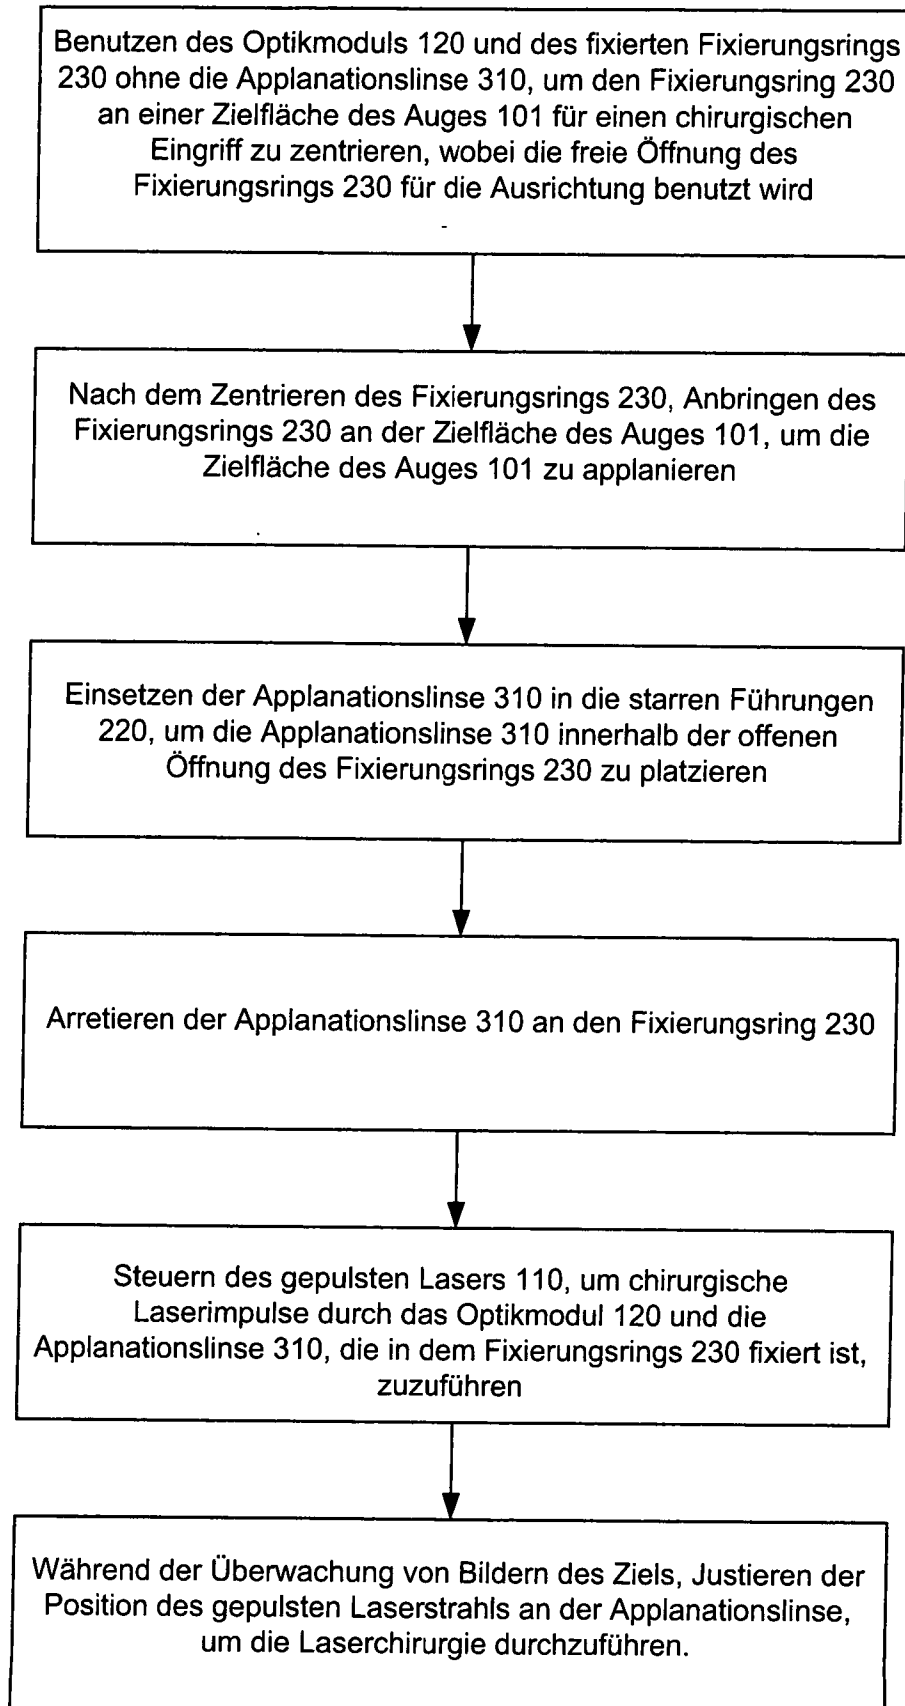 Benutzen des Optikmoduls 120 und des fixierten Fixierungsrings
230 ohne die Applanationslinse 310, um den Fixierungsring 230
an einer Zielfläche des Auges 101 für einen chirurgischen
Eingriff zu zentrieren, wobei die freie Öffnung des
Fixierungsrings 230 für die Ausrichtung benutzt wird
Nach dem Zentrieren des Fixierungsrings 230, Anbringen des
Fixierungsrings 230 an der Zielfläche des Auges 101, um die
Zielfläche des Auges 101 zu applanieren
Einsetzen der Applanationslinse 310 in die starren Führungen
220, um die Applanationslinse 310 innerhalb der offenen
Öffnung des Fixierungsrings 230 zu platzieren
Arretieren der Applanationslinse 310 an den Fixierungsring 230
Steuern des gepulsten Lasers 110, um chirurgische
Laserimpulse durch das Optikmodul 120 und die
Applanationslinse 310, die in dem Fixierungsrings 230 fixiert ist,
zuzuführen
Während der Überwachung von Bildern des Ziels, Justieren der
Position des gepulsten Laserstrahls an der Applanationslinse,
um die Laserchirurgie durchzuführen.